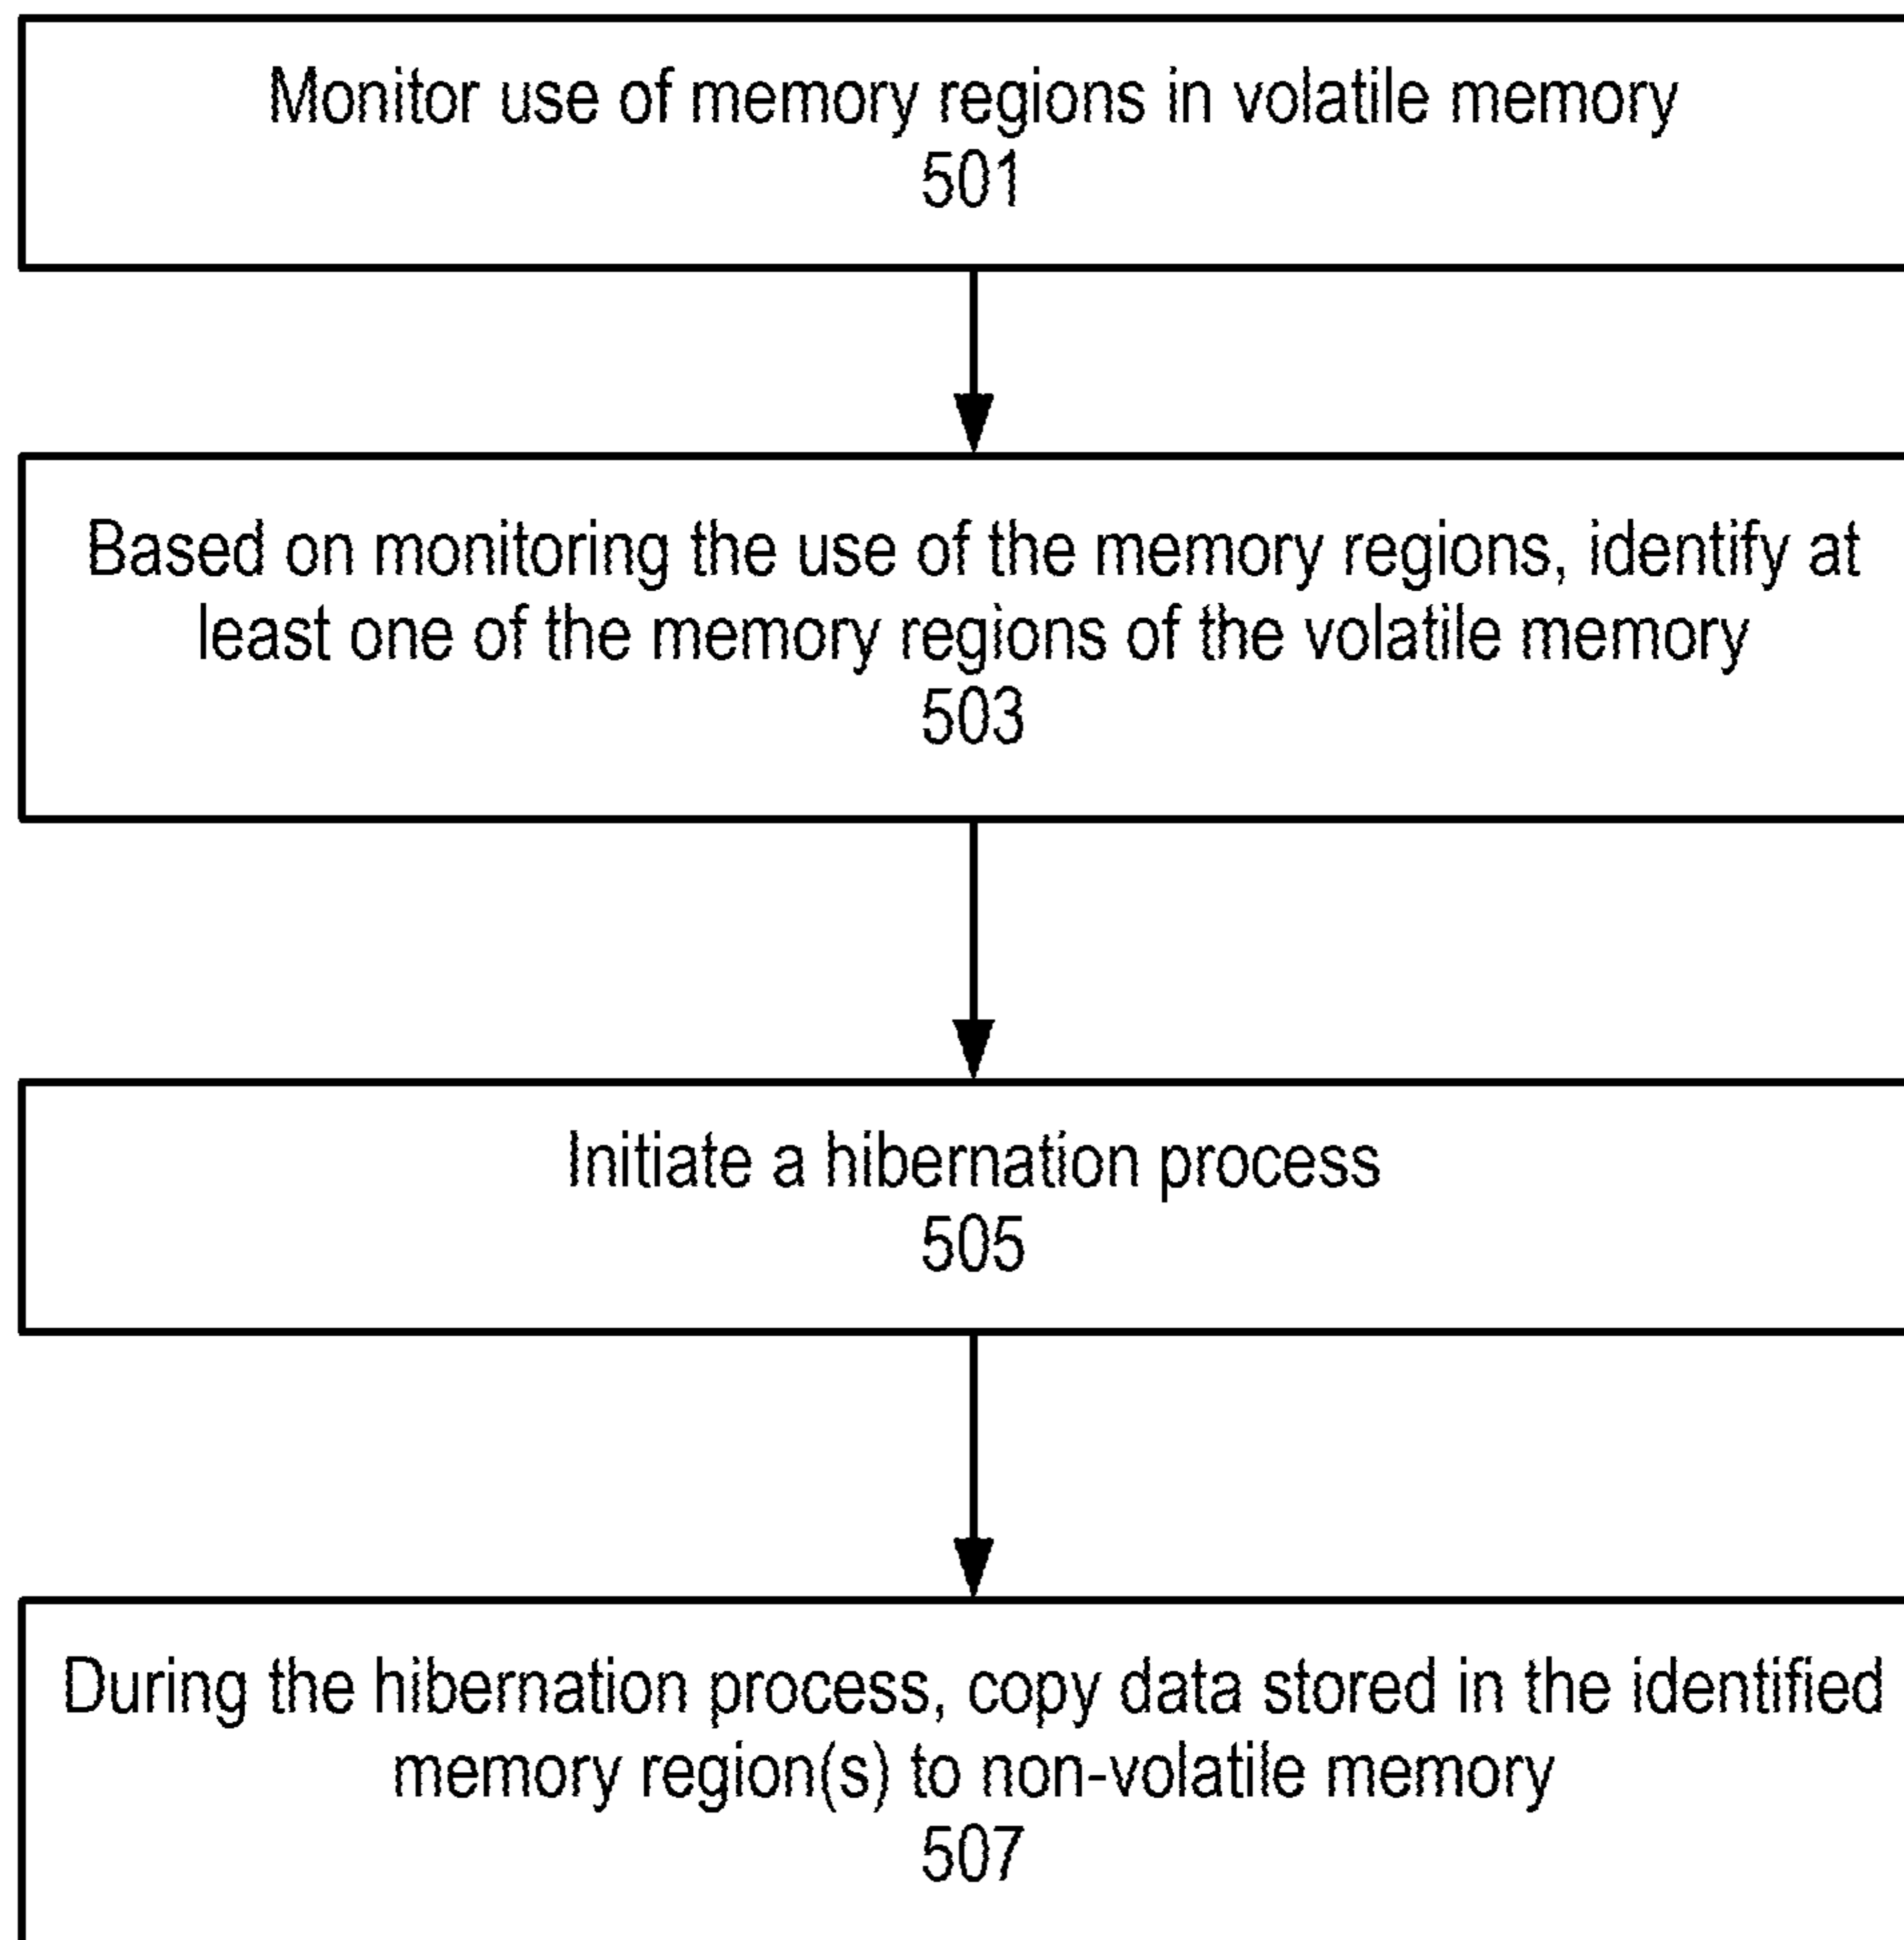 Monitor use of memory regions in volatile memory
501
Based on monitoring the use of the memory regions, identify at
least one of the memory regions of the volatile memory
503
Initiate a hibernation process
505
During the hibernation process, copy data stored in the identified
memory region(s) to non-volatile memory
507